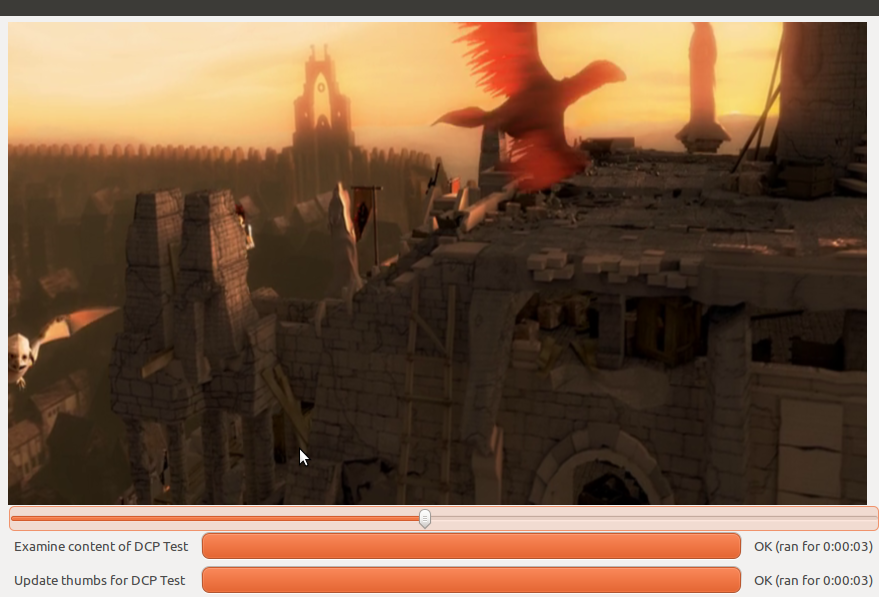 Examine content of DCP Test OK (ran for 0:00:03)
Update thumbs for DCP Test OK (ran for 0:00:03)